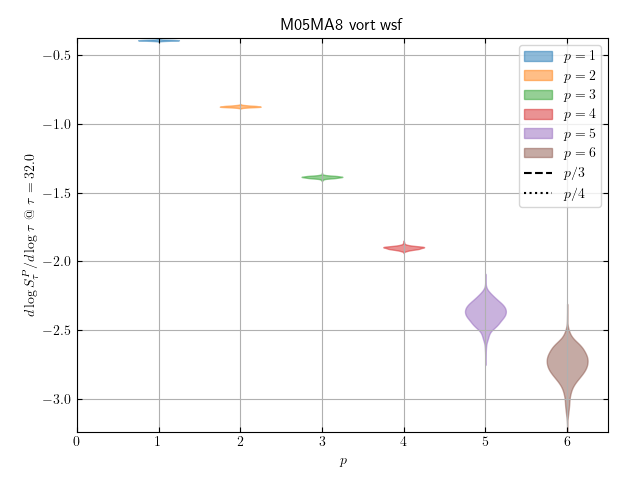 M05MA8 vort wsf
d log S_τ^P / d log τ @ τ = 32.0
−0.5
−1.0
−1.5
−2.0
−2.5
−3.0
p = 1
p = 2
p = 3
p = 4
p = 5
p = 6
p/3
p/4
0 1 2 3 4 5 6
p